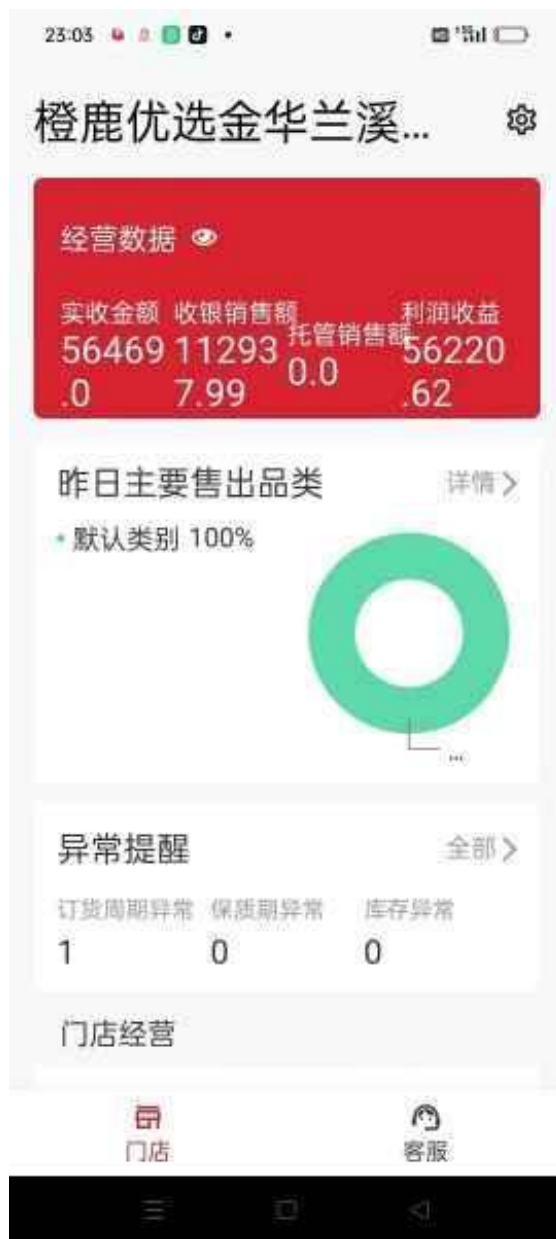 23:03
橙鹿优选金华兰溪...
经营数据
实收金额 收银销售额 托管销售额 利润收益
56469.0 112937.99 0.0 56220.62
昨日主要售出品类 详情
默认类别 100%
...
异常提醒 全部
订货周期异常 保质期异常 库存异常
1 0 0
门店经营
门店 客服